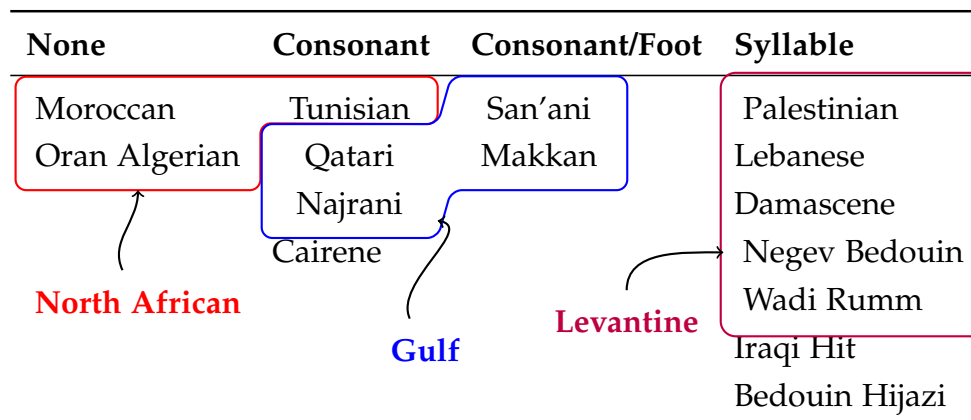 None Consonant Consonant/Foot Syllable
Moroccan Tunisian San'ani Palestinian
Oran Algerian Qatari Makkan Lebanese
Najrani Damascene
Cairene Negev Bedouin
North African Wadi Rumm
Levantine
Gulf Iraqi Hit
Bedouin Hijazi